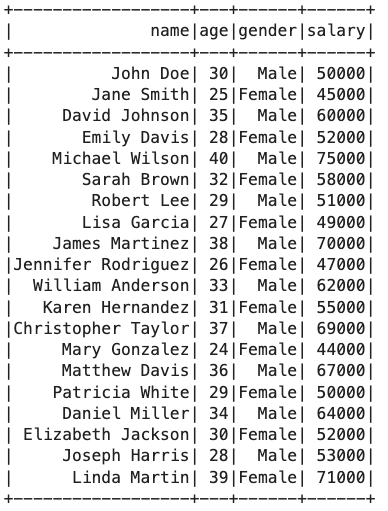 +------------------+---+------+------+
|              name|age|gender|salary|
+------------------+---+------+------+
|          John Doe| 30|  Male| 50000|
|        Jane Smith| 25|Female| 45000|
|     David Johnson| 35|  Male| 60000|
|       Emily Davis| 28|Female| 52000|
|    Michael Wilson| 40|  Male| 75000|
|       Sarah Brown| 32|Female| 58000|
|        Robert Lee| 29|  Male| 51000|
|       Lisa Garcia| 27|Female| 49000|
|    James Martinez| 38|  Male| 70000|
|Jennifer Rodriguez| 26|Female| 47000|
|  William Anderson| 33|  Male| 62000|
|   Karen Hernandez| 31|Female| 55000|
|Christopher Taylor| 37|  Male| 69000|
|     Mary Gonzalez| 24|Female| 44000|
|     Matthew Davis| 36|  Male| 67000|
|    Patricia White| 29|Female| 50000|
|     Daniel Miller| 34|  Male| 64000|
| Elizabeth Jackson| 30|Female| 52000|
|     Joseph Harris| 28|  Male| 53000|
|      Linda Martin| 39|Female| 71000|
+------------------+---+------+------+